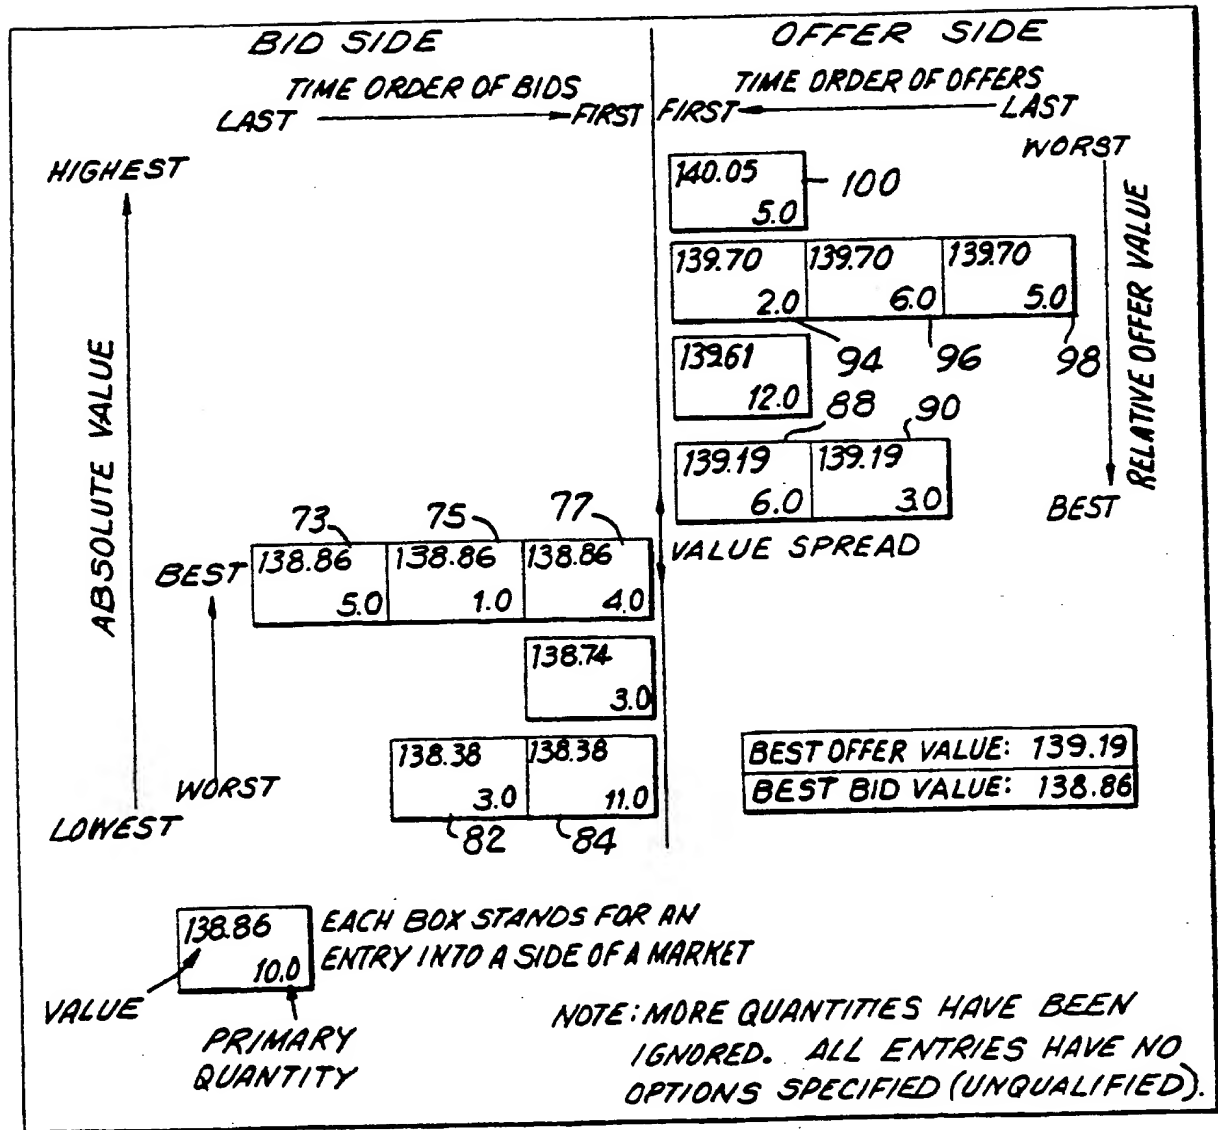 BID SIDE
OFFER SIDE
TIME ORDER OF BIDS
TIME ORDER OF OFFERS
LAST FIRST
FIRST LAST
HIGHEST
WORST
140.05
5.0
100
139.70 139.70 139.70
2.0 6.0 5.0
94 96 98
139.61
12.0
88 90
139.19 139.19
6.0 3.0
RELATIVE OFFER VALUE
BEST
ABSOLUTE VALUE
VALUE SPREAD
73 75 77
BEST
138.86 138.86 138.86
5.0 1.0 4.0
138.74
3.0
138.38 138.38
3.0 11.0
82 84
WORST
LOWEST
BEST OFFER VALUE: 139.19
BEST BID VALUE: 138.86
138.86
10.0
EACH BOX STANDS FOR AN
ENTRY INTO A SIDE OF A MARKET
VALUE
PRIMARY
QUANTITY
NOTE: MORE QUANTITIES HAVE BEEN
IGNORED. ALL ENTRIES HAVE NO
OPTIONS SPECIFIED (UNQUALIFIED).